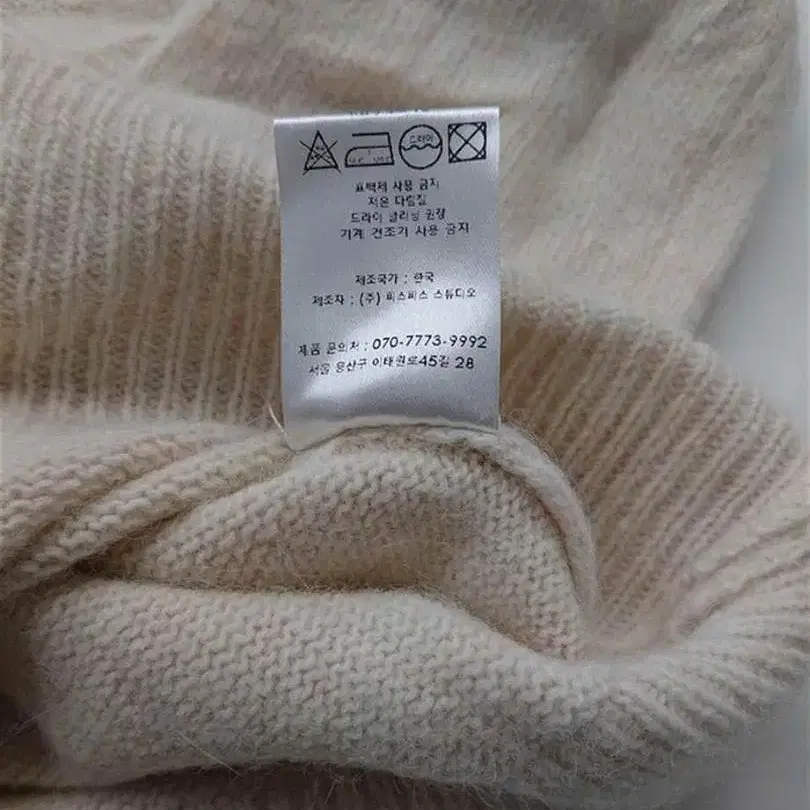 드라이
표백제 사용 금지
저온 다림질
드라이 클리닝 권장
기계 건조기 사용 금지
제조국가 : 한국
제조자 : (주) 피스피스 스튜디오
제품 문의처 : 070-7773-9992
서울 용산구 이태원로45길 28